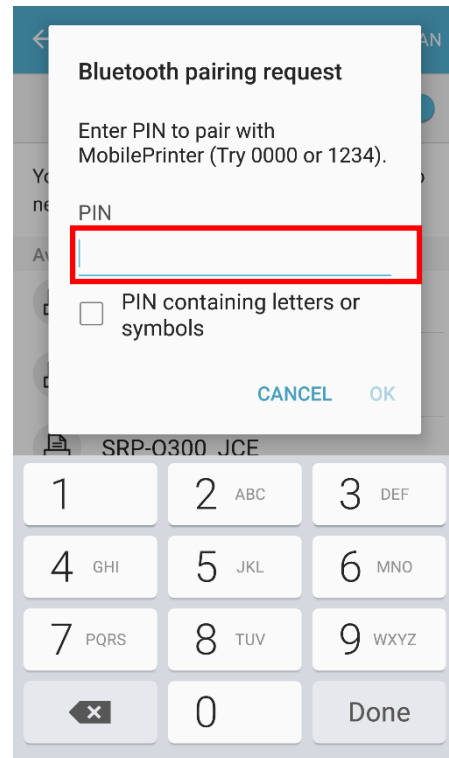 AN
Bluetooth pairing request
Enter PIN to pair with
MobilePrinter (Try 0000 or 1234).
PIN
PIN containing letters or
symbols
CANCEL OK
SRP-Q300_JCE
1 2 ABC 3 DEF
4 GHI 5 JKL 6 MNO
7 PQRS 8 TUV 9 WXYZ
0 Done